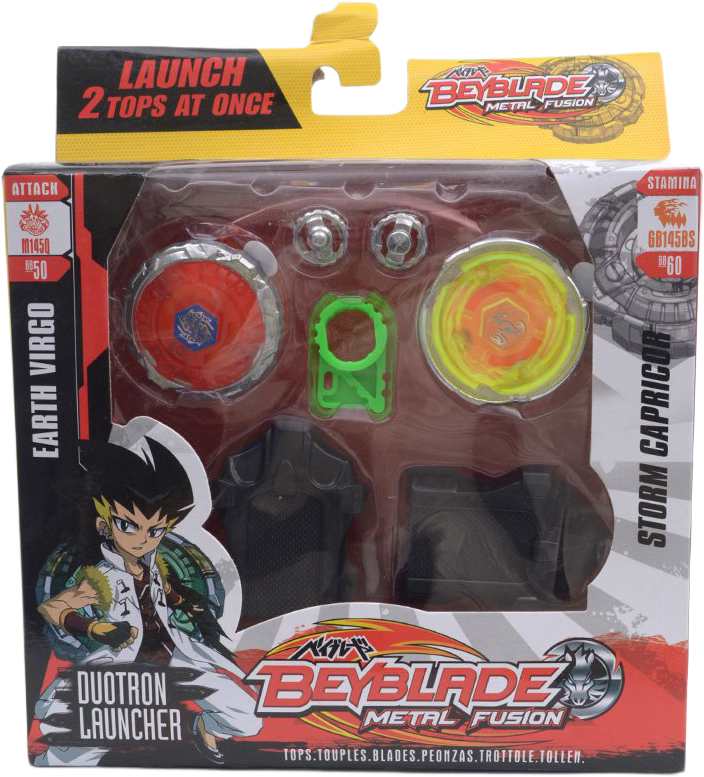 LAUNCH
2 TOPS AT ONCE
ベイブレード
BEYBLADE
METAL FUSION
ATTACK
M145Q
BB50
EARTH VIRGO
STAMINA
GB145BS
BB60
STORM CAPRICOR
DUOTRON
LAUNCHER
ベイブレード
BEYBLADE
METAL FUSION
TOPS.TOUPLES.BLADES.PEONZAS.TROTTOLE.TOLLEN.